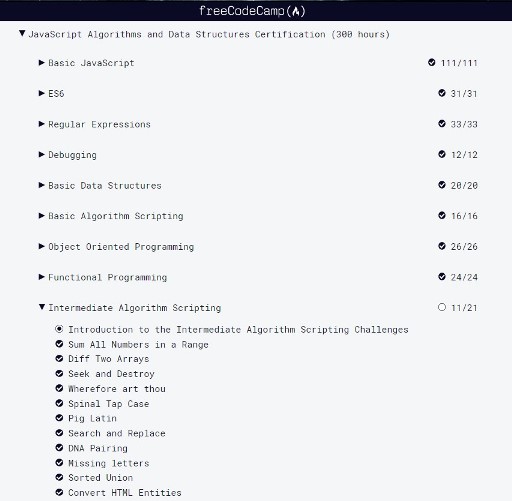 freeCodeCamp(🔥)
JavaScript Algorithms and Data Structures Certification (300 hours)
Basic JavaScript 111/111
ES6 31/31
Regular Expressions 33/33
Debugging 12/12
Basic Data Structures 20/20
Basic Algorithm Scripting 16/16
Object Oriented Programming 26/26
Functional Programming 24/24
Intermediate Algorithm Scripting 11/21
Introduction to the Intermediate Algorithm Scripting Challenges
Sum All Numbers in a Range
Diff Two Arrays
Seek and Destroy
Wherefore art thou
Spinal Tap Case
Pig Latin
Search and Replace
DNA Pairing
Missing letters
Sorted Union
Convert HTML Entities